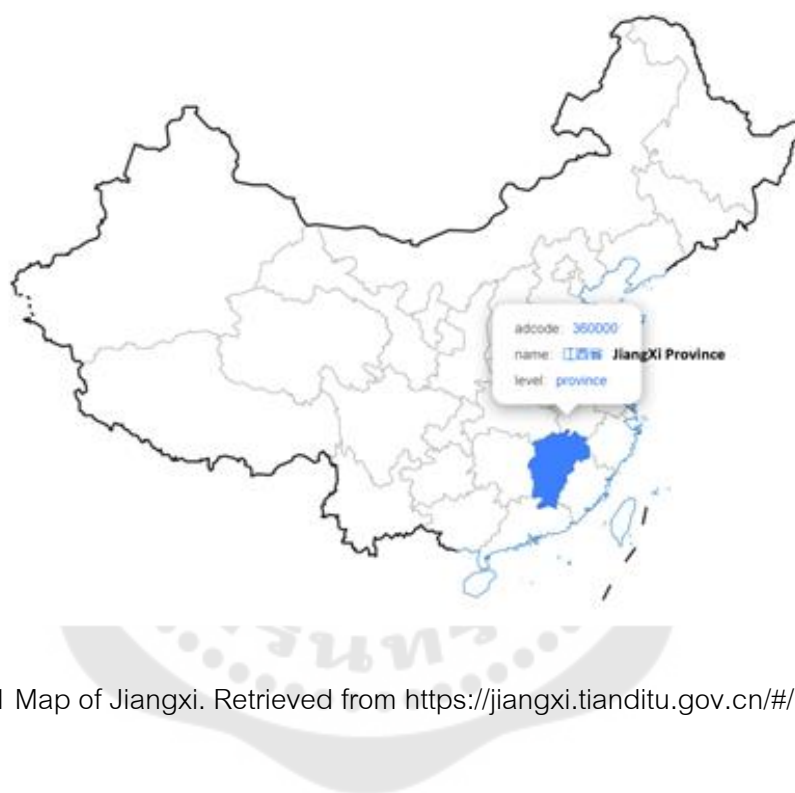 adcode: 360000
name: 江西省 JiangXi Province
level: province
Map of Jiangxi. Retrieved from https://jiangxi.tianditu.gov.cn/#/